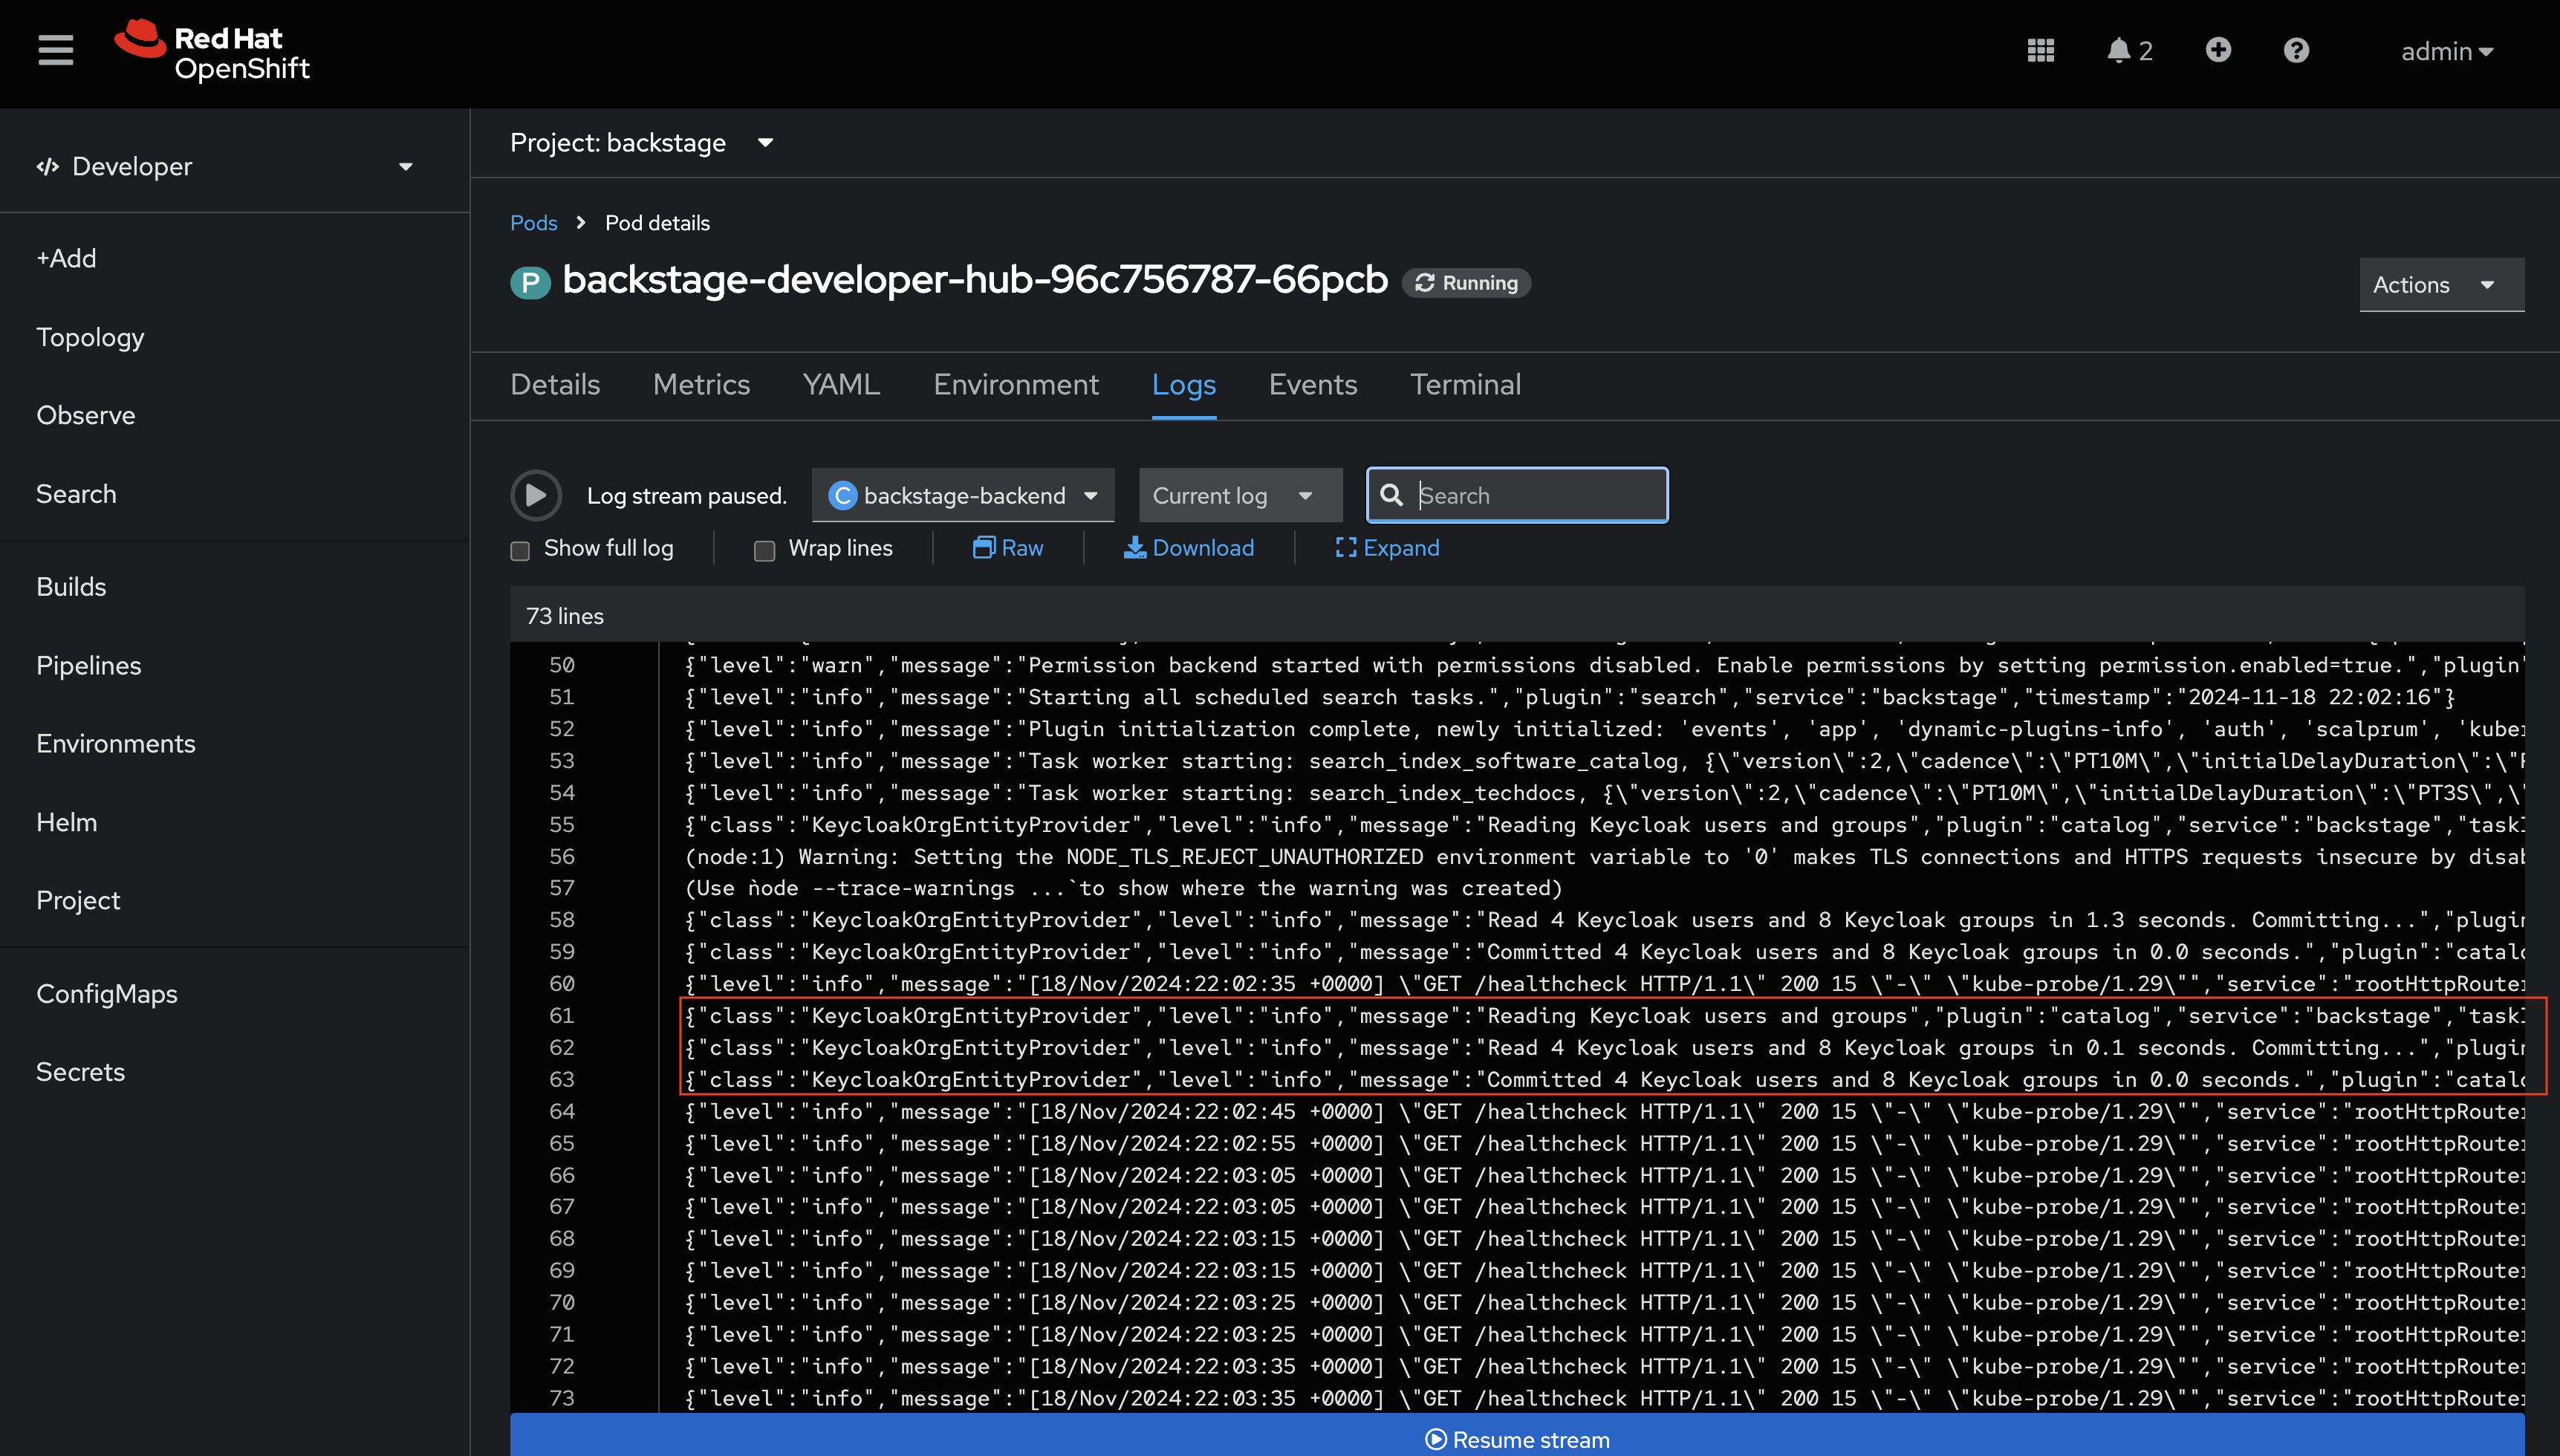 Red Hat
OpenShift
2
admin
Developer
+Add
Topology
Observe
Search
Builds
Pipelines
Environments
Helm
Project
ConfigMaps
Secrets
Project: backstage
Pods > Pod details
P backstage-developer-hub-96c756787-66pcb Running
Actions
Details Metrics YAML Environment Logs Events Terminal
Log stream paused. C backstage-backend Current log Search
Show full log Wrap lines Raw Download Expand
73 lines
50 {"level":"warn","message":"Permission backend started with permissions disabled. Enable permissions by setting permission.enabled=true.","plugin"
51 {"level":"info","message":"Starting all scheduled search tasks.","plugin":"search","service":"backstage","timestamp":"2024-11-18 22:02:16"}
52 {"level":"info","message":"Plugin initialization complete, newly initialized: 'events', 'app', 'dynamic-plugins-info', 'auth', 'scalprum', 'kube
53 {"level":"info","message":"Task worker starting: search_index_software_catalog, {\"version\":2,\"cadence\":\"PT10M\",\"initialDelayDuration\":\"
54 {"level":"info","message":"Task worker starting: search_index_techdocs, {\"version\":2,\"cadence\":\"PT10M\",\"initialDelayDuration\":\"PT3S\",\"
55 {"class":"KeycloakOrgEntityProvider","level":"info","message":"Reading Keycloak users and groups","plugin":"catalog","service":"backstage","task
56 (node:1) Warning: Setting the NODE_TLS_REJECT_UNAUTHORIZED environment variable to '0' makes TLS connections and HTTPS requests insecure by disab
57 (Use `node --trace-warnings ...` to show where the warning was created)
58 {"class":"KeycloakOrgEntityProvider","level":"info","message":"Read 4 Keycloak users and 8 Keycloak groups in 1.3 seconds. Committing...","plugin
59 {"class":"KeycloakOrgEntityProvider","level":"info","message":"Committed 4 Keycloak users and 8 Keycloak groups in 0.0 seconds.","plugin":"catalo
60 {"level":"info","message":"[18/Nov/2024:22:02:35 +0000] \"GET /healthcheck HTTP/1.1\" 200 15 \"-\" \"kube-probe/1.29\"","service":"rootHttpRouter
61 {"class":"KeycloakOrgEntityProvider","level":"info","message":"Reading Keycloak users and groups","plugin":"catalog","service":"backstage","task
62 {"class":"KeycloakOrgEntityProvider","level":"info","message":"Read 4 Keycloak users and 8 Keycloak groups in 0.1 seconds. Committing...","plugin
63 {"class":"KeycloakOrgEntityProvider","level":"info","message":"Committed 4 Keycloak users and 8 Keycloak groups in 0.0 seconds.","plugin":"catalo
64 {"level":"info","message":"[18/Nov/2024:22:02:45 +0000] \"GET /healthcheck HTTP/1.1\" 200 15 \"-\" \"kube-probe/1.29\"","service":"rootHttpRouter
65 {"level":"info","message":"[18/Nov/2024:22:02:55 +0000] \"GET /healthcheck HTTP/1.1\" 200 15 \"-\" \"kube-probe/1.29\"","service":"rootHttpRouter
66 {"level":"info","message":"[18/Nov/2024:22:03:05 +0000] \"GET /healthcheck HTTP/1.1\" 200 15 \"-\" \"kube-probe/1.29\"","service":"rootHttpRouter
67 {"level":"info","message":"[18/Nov/2024:22:03:05 +0000] \"GET /healthcheck HTTP/1.1\" 200 15 \"-\" \"kube-probe/1.29\"","service":"rootHttpRouter
68 {"level":"info","message":"[18/Nov/2024:22:03:15 +0000] \"GET /healthcheck HTTP/1.1\" 200 15 \"-\" \"kube-probe/1.29\"","service":"rootHttpRouter
69 {"level":"info","message":"[18/Nov/2024:22:03:15 +0000] \"GET /healthcheck HTTP/1.1\" 200 15 \"-\" \"kube-probe/1.29\"","service":"rootHttpRouter
70 {"level":"info","message":"[18/Nov/2024:22:03:25 +0000] \"GET /healthcheck HTTP/1.1\" 200 15 \"-\" \"kube-probe/1.29\"","service":"rootHttpRouter
71 {"level":"info","message":"[18/Nov/2024:22:03:25 +0000] \"GET /healthcheck HTTP/1.1\" 200 15 \"-\" \"kube-probe/1.29\"","service":"rootHttpRouter
72 {"level":"info","message":"[18/Nov/2024:22:03:35 +0000] \"GET /healthcheck HTTP/1.1\" 200 15 \"-\" \"kube-probe/1.29\"","service":"rootHttpRouter
73 {"level":"info","message":"[18/Nov/2024:22:03:35 +0000] \"GET /healthcheck HTTP/1.1\" 200 15 \"-\" \"kube-probe/1.29\"","service":"rootHttpRouter
Resume stream